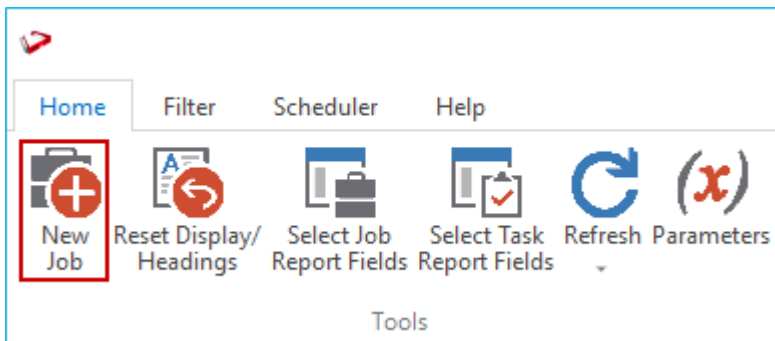 Home Filter Scheduler Help
New Reset Display/ Select Job Select Task Refresh Parameters
Job Headings Report Fields Report Fields
Tools